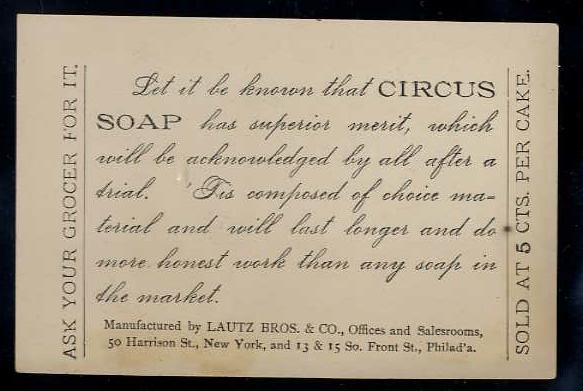 ASK YOUR GROCER FOR IT.
Let it be known that CIRCUS
SOAP has superior merit, which
will be acknowledged by all after a
trial. 'Tis composed of choice ma-
terial and will last longer and do
more honest work than any soap in
the market.
Manufactured by LAUTZ BROS. & CO., Offices and Salesrooms,
50 Harrison St., New York, and 13 & 15 So. Front St., Philad'a.
SOLD AT 5 CTS. PER CAKE.